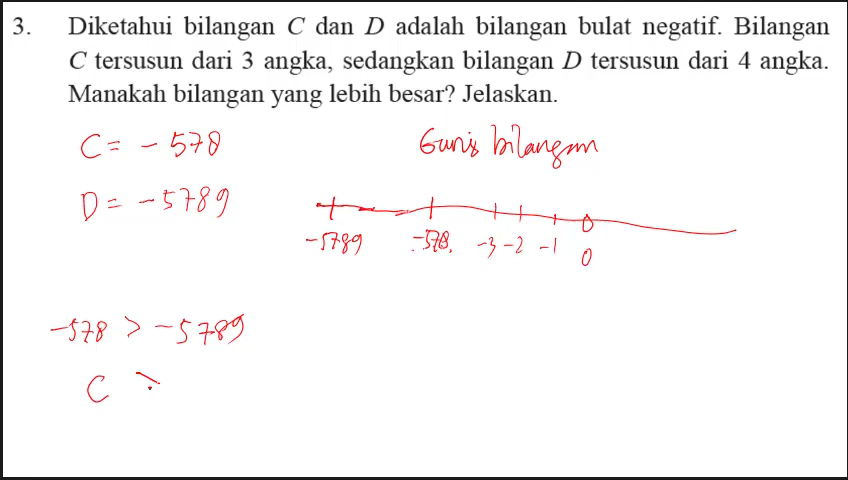 3. Diketahui bilangan C dan D adalah bilangan bulat negatif. Bilangan
C tersusun dari 3 angka, sedangkan bilangan D tersusun dari 4 angka.
Manakah bilangan yang lebih besar? Jelaskan.
C = -578
Garis bilangan
D = -5789
-5789 -578. -3 -2 -1 0
-578 > -5789
C >